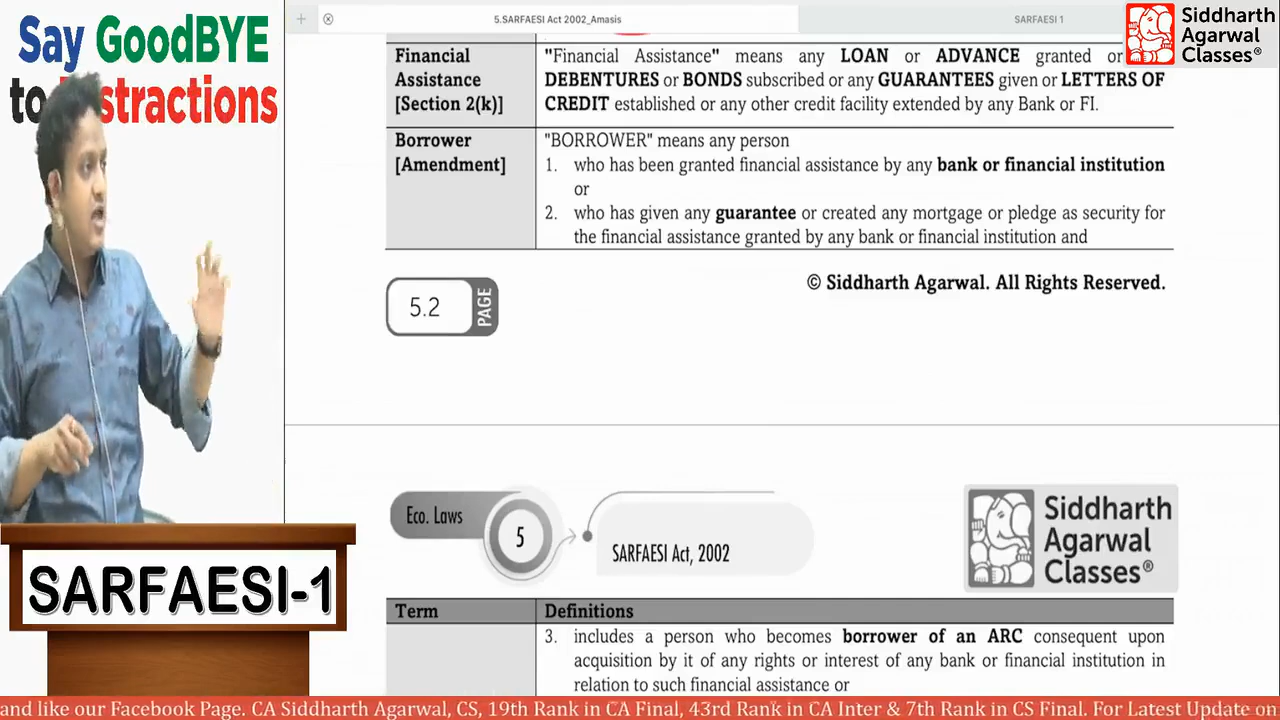 Say GoodBYE
to
5.SARFAESI Act 2002_Amasis
SARFAESI 1
Siddharth
Agarwal
Classes®
Financial
Assistance
[Section 2(k)]
"Financial Assistance" means any LOAN or ADVANCE granted or
DEBENTURES or BONDS subscribed or any GUARANTEES given or LETTERS OF
CREDIT established or any other credit facility extended by any Bank or FI.
Borrower
[Amendment]
"BORROWER" means any person
1. who has been granted financial assistance by any bank or financial institution
or
2. who has given any guarantee or created any mortgage or pledge as security for
the financial assistance granted by any bank or financial institution and
5.2
PAGE
© Siddharth Agarwal. All Rights Reserved.
Eco. Laws
5
SARFAESI Act, 2002
Siddharth
Agarwal
Classes®
Term
Definitions
3. includes a person who becomes borrower of an ARC consequent upon
acquisition by it of any rights or interest of any bank or financial institution in
relation to such financial assistance or
SARFAESI-1
and like our Facebook Page. CA Siddharth Agarwal, CS, 19th Rank in CA Final, 43rd Rank in CA Inter & 7th Rank in CS Final. For Latest Update on